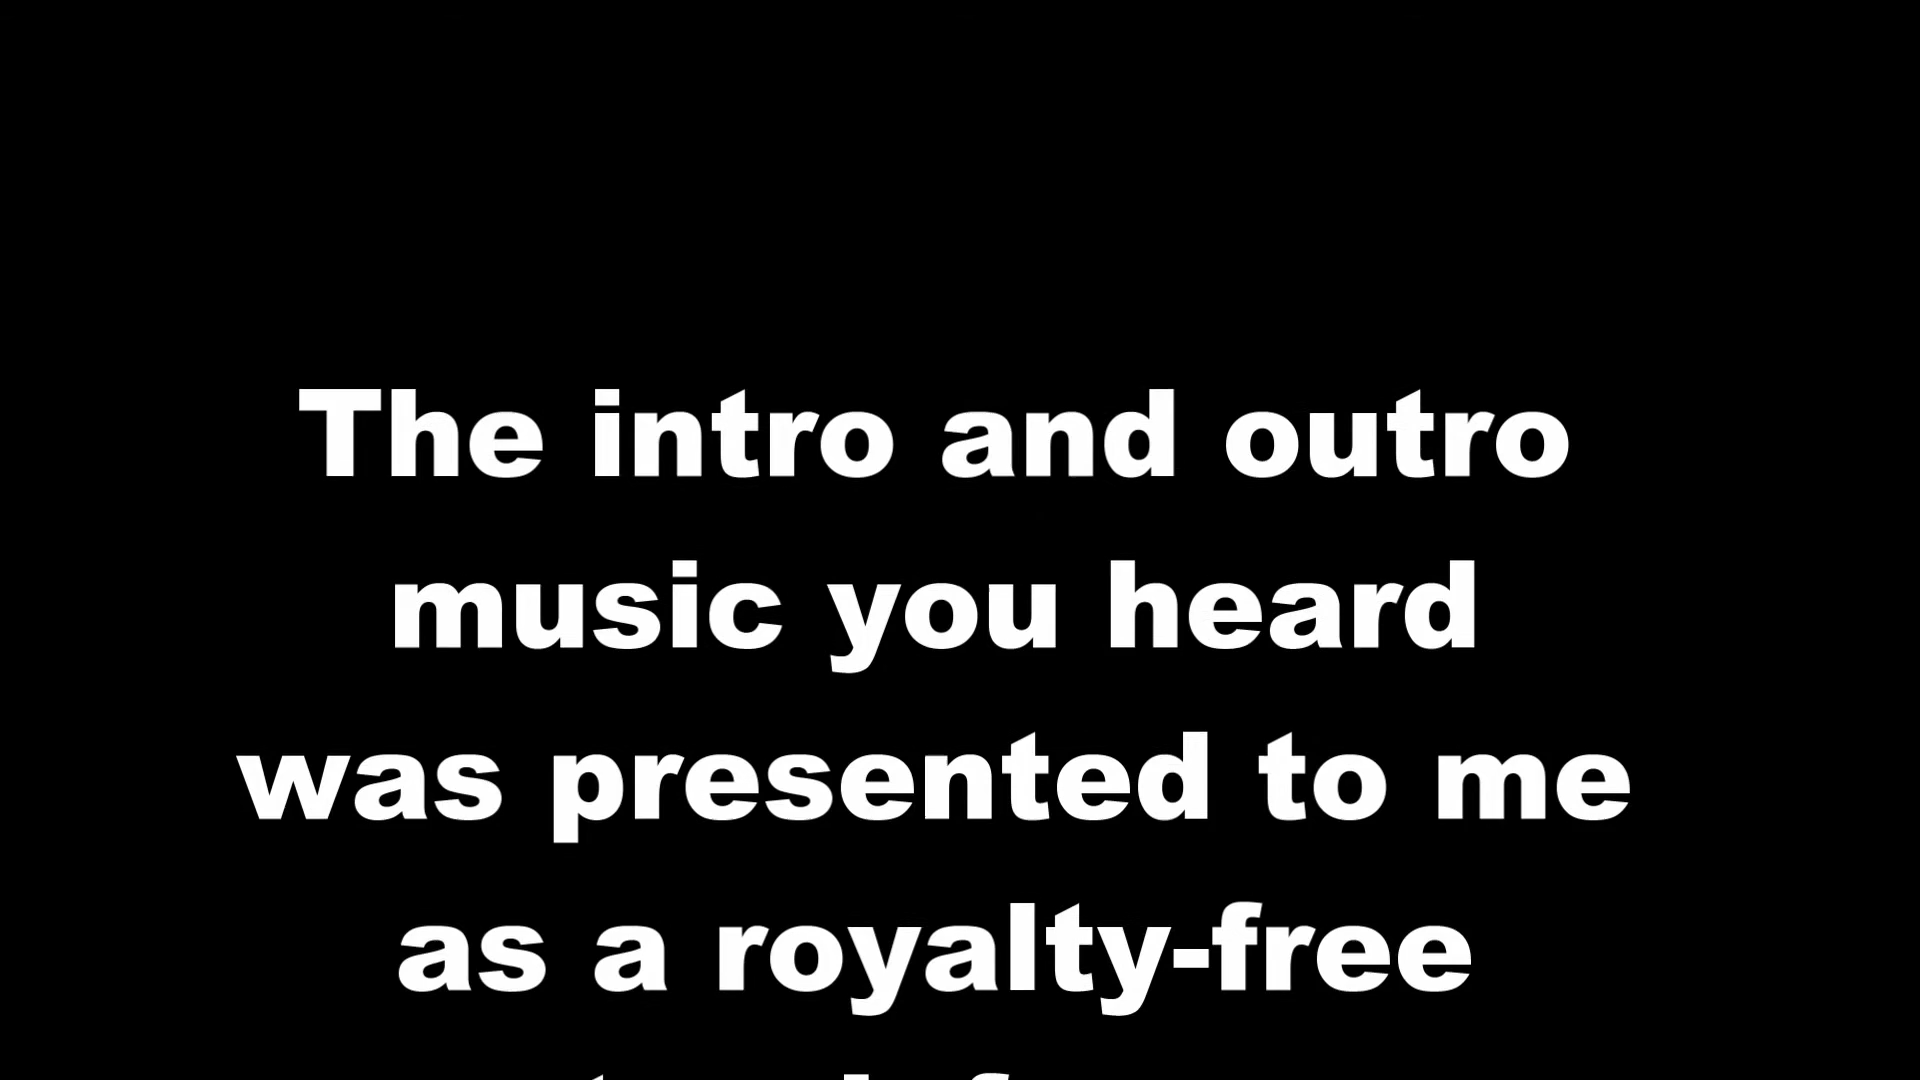 The intro and outro
music you heard
was presented to me
as a royalty-free